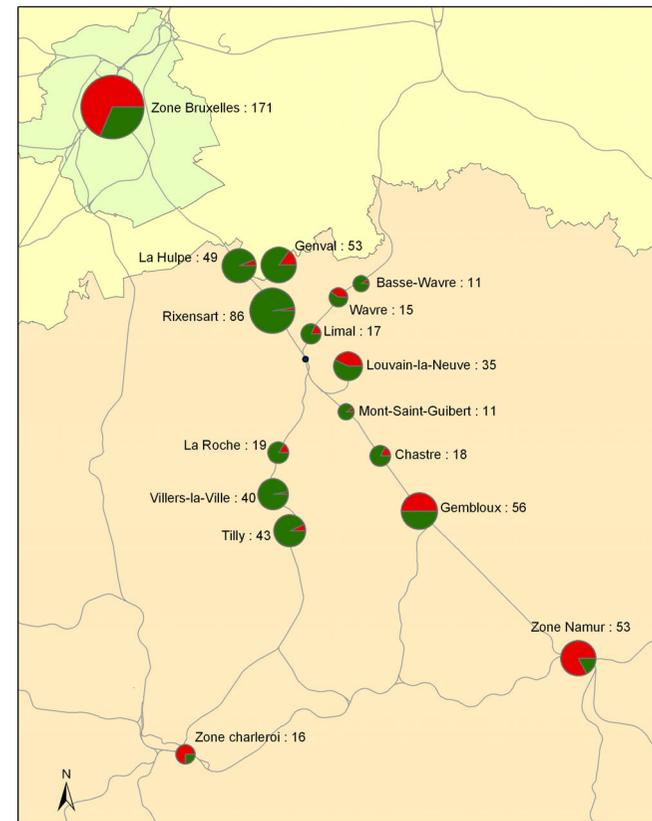 Zone Bruxelles : 171
Genval : 53
La Hulpe : 49
Basse-Wavre : 11
Wavre : 15
Rixensart : 86
Limal : 17
Louvain-la-Neuve : 35
Mont-Saint-Guibert : 11
La Roche : 19
Chastre : 18
Villers-la-Ville : 40
Gembloux : 56
Tilly : 43
Zone Namur : 53
Zone charleroi : 16
N